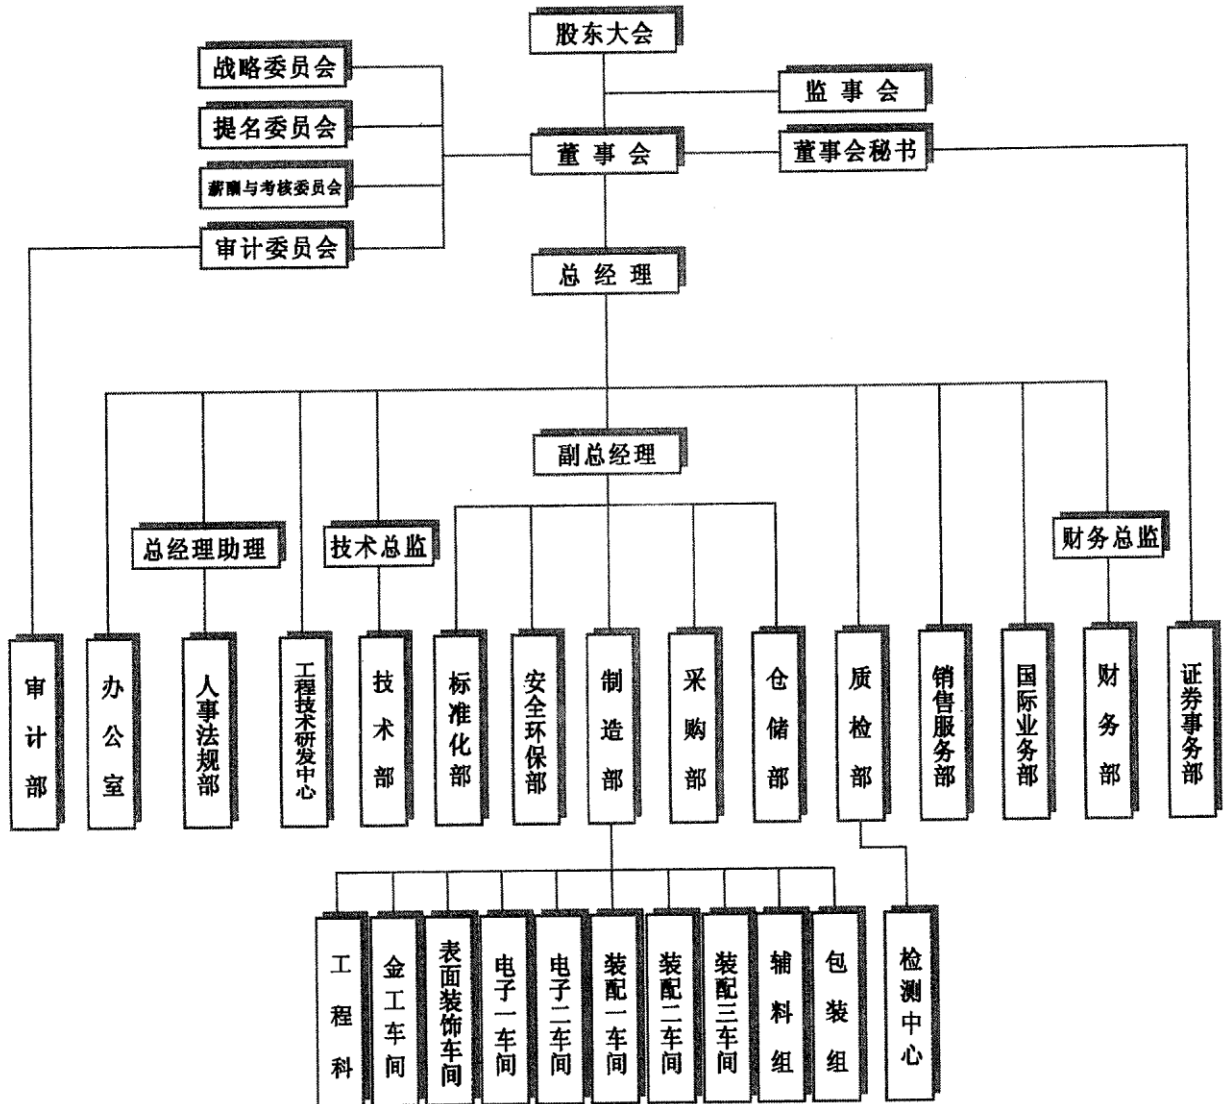 股东大会
战略委员会
监事会
提名委员会
董事会
董事会秘书
薪酬与考核委员会
审计委员会
总经理
副总经理
总经理助理
技术总监
财务总监
审计部
办公室
人事法规部
工程技术研发中心
技术部
标准化部
安全环保部
制造部
采购部
仓储部
质检部
销售服务部
国际业务部
财务部
证券事务部
工程科
金工车间
表面装饰车间
电子一车间
电子二车间
装配一车间
装配二车间
装配三车间
辅料组
包装组
检测中心